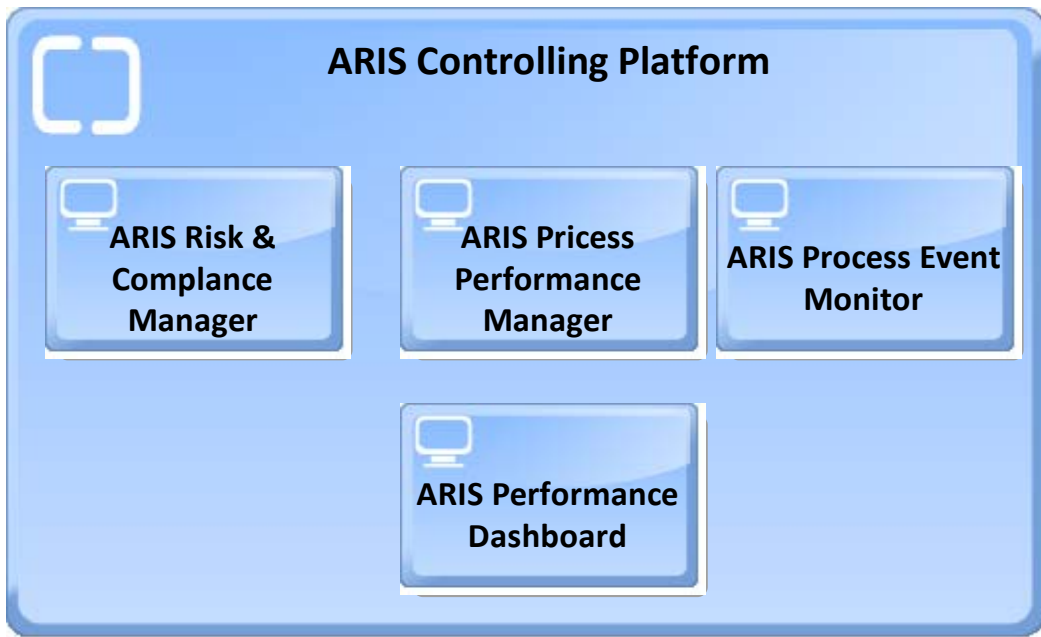 ARIS Controlling Platform
ARIS Risk &
Complance
Manager
ARIS Pricess
Performance
Manager
ARIS Process Event
Monitor
ARIS Performance
Dashboard